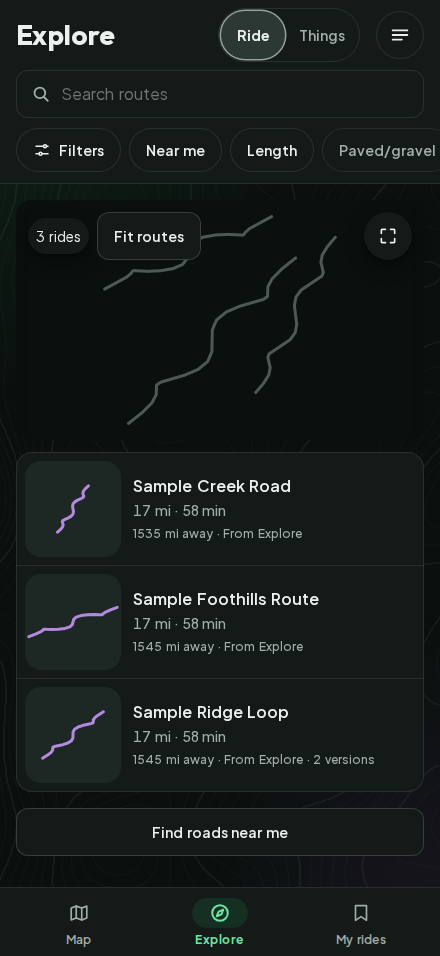 Explore
Ride
Things
Search routes
Filters
Near me
Length
Paved/gravel
3 rides
Fit routes
Sample Creek Road
17 mi · 58 min
1535 mi away · From Explore
Sample Foothills Route
17 mi · 58 min
1545 mi away · From Explore
Sample Ridge Loop
17 mi · 58 min
1545 mi away · From Explore · 2 versions
Find roads near me
Map
Explore
My rides